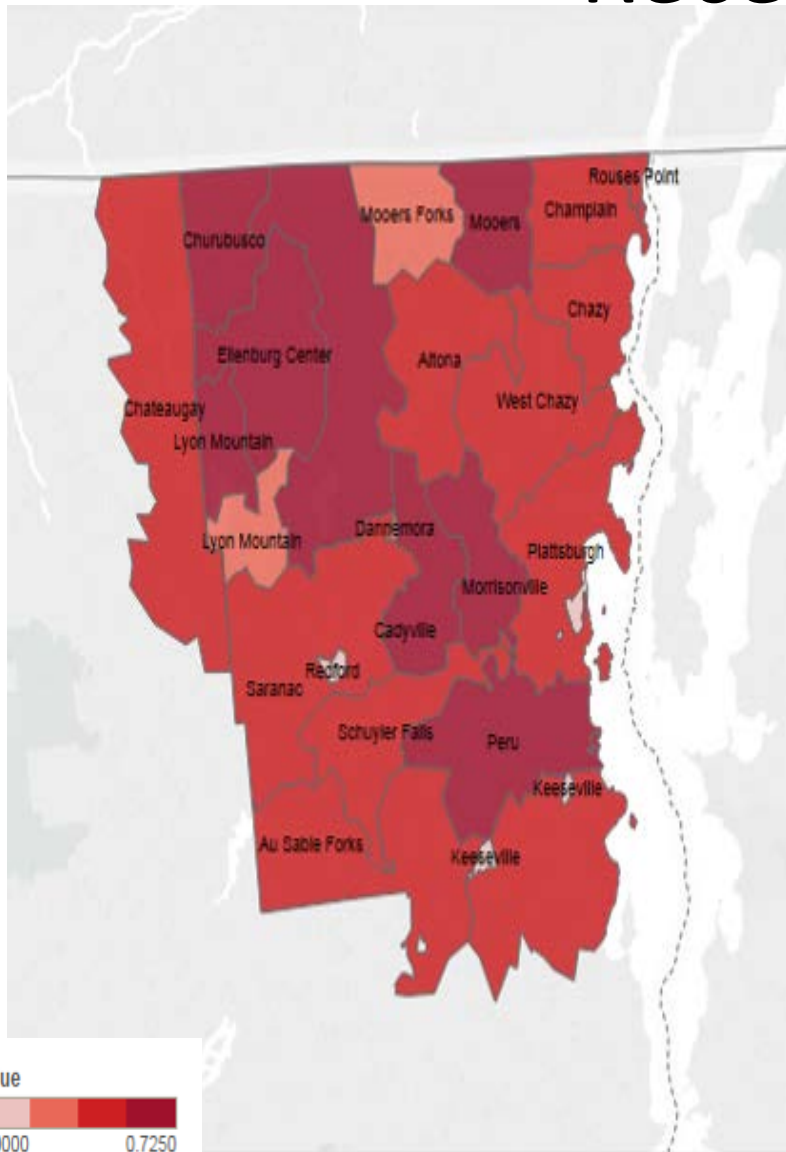 Rouses Point
Mooers Forks
Mooers
Champlain
Churubusco
Chazy
Ellenburg Center
Altona
Chateaugay
West Chazy
Lyon Mountain
Dannemora
Lyon Mountain
Plattsburgh
Morrisonville
Cadyville
Redford
Saranac
Schuyler Falls
Peru
Keeseville
Au Sable Forks
Keeseville
ue
0000 0.7250